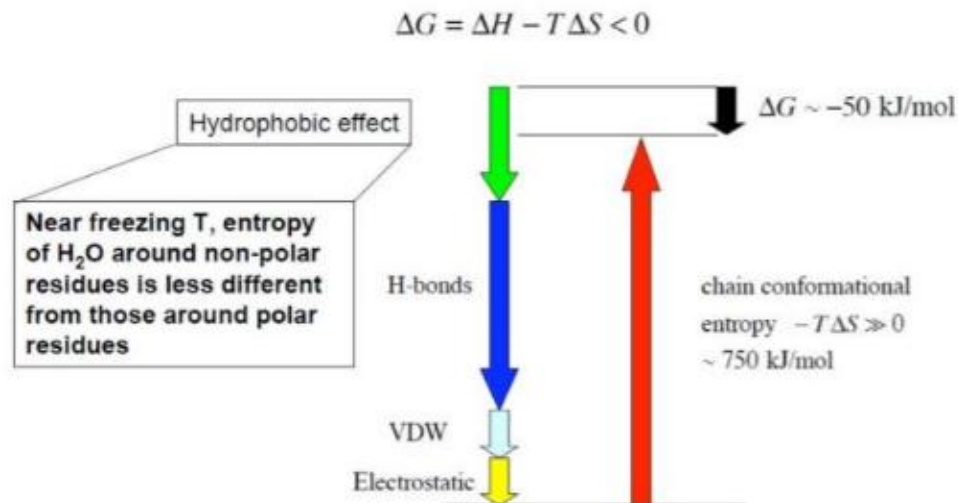 ΔG = ΔH − TΔS < 0
ΔG ~ −50 kJ/mol
Hydrophobic effect
Near freezing T, entropy
of H₂O around non-polar
residues is less different
from those around polar
residues
H-bonds
chain conformational
entropy −TΔS ≫ 0
~ 750 kJ/mol
VDW
Electrostatic